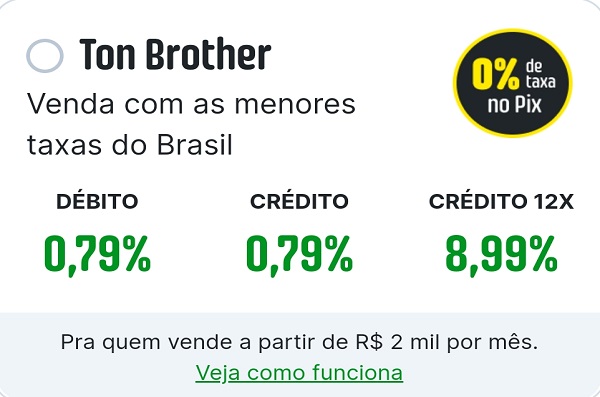 Ton Brother
0% de taxa no Pix
Venda com as menores
taxas do Brasil
DÉBITO
CRÉDITO
CRÉDITO 12X
0,79%
0,79%
8,99%
Pra quem vende a partir de R$ 2 mil por mês.
Veja como funciona